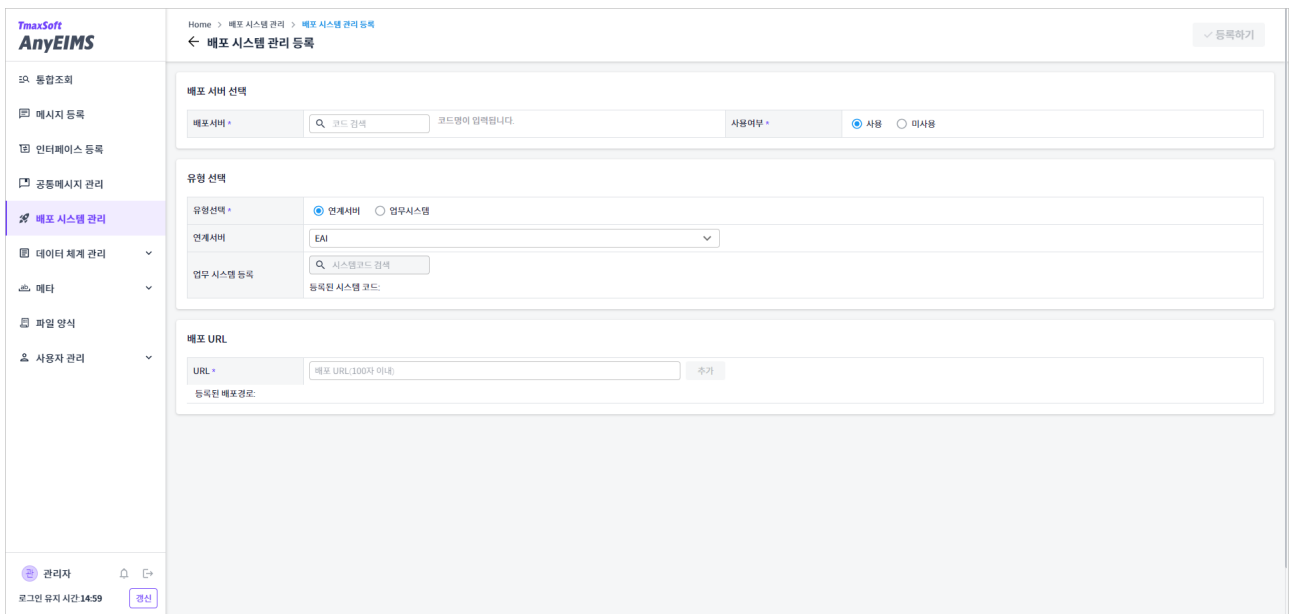 TmaxSoft
AnyEIMS
통합조회
메시지 등록
인터페이스 등록
공통메시지 관리
배포 시스템 관리
데이터 체계 관리
메타
파일 양식
사용자 관리
관 관리자
로그인 유지 시간:14:59 갱신
Home > 배포 시스템 관리 > 배포 시스템 관리 등록
← 배포 시스템 관리 등록
등록하기
배포 서버 선택
배포서버 * 코드 검색 코드명이 입력됩니다. 사용여부 * 사용 미사용
유형 선택
유형선택 * 연계서버 업무시스템
연계서버 EAI
업무 시스템 등록 시스템코드 검색
등록된 시스템 코드:
배포 URL
URL * 배포 URL(100자 이내) 추가
등록된 배포경로: